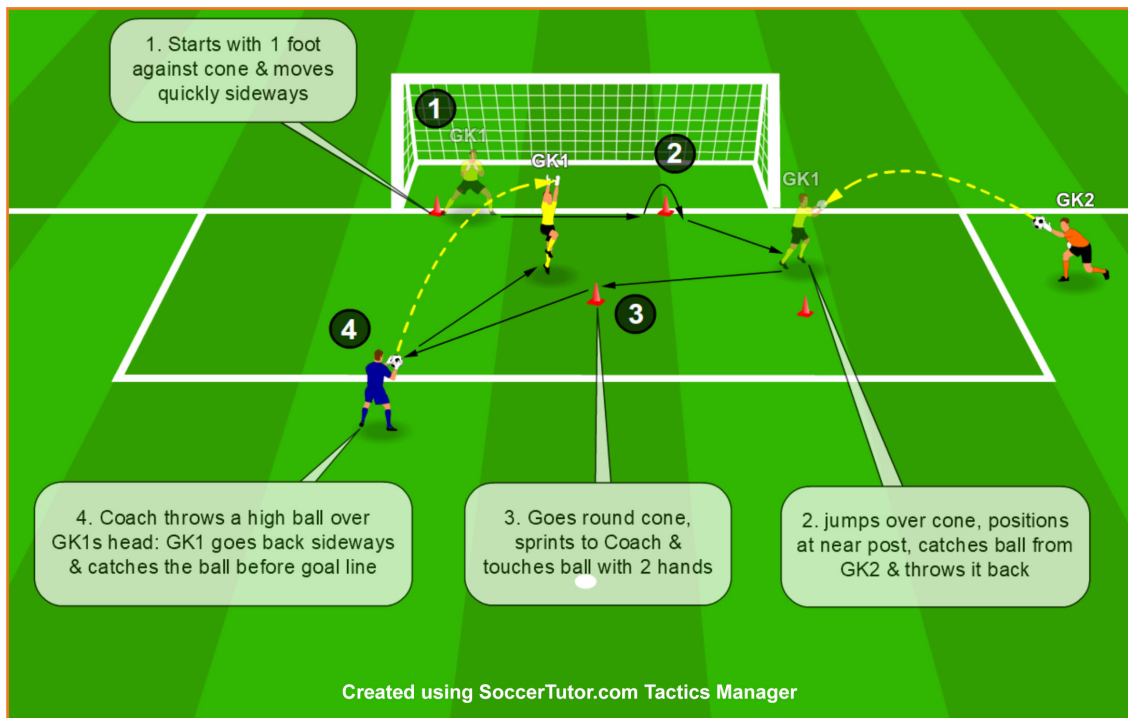 1. Starts with 1 foot
against cone & moves
quickly sideways
1
GK1
GK1
2
GK1
GK2
3
4
4. Coach throws a high ball over
GK1s head: GK1 goes back sideways
& catches the ball before goal line
3. Goes round cone,
sprints to Coach &
touches ball with 2 hands
2. jumps over cone, positions
at near post, catches ball from
GK2 & throws it back
Created using SoccerTutor.com Tactics Manager